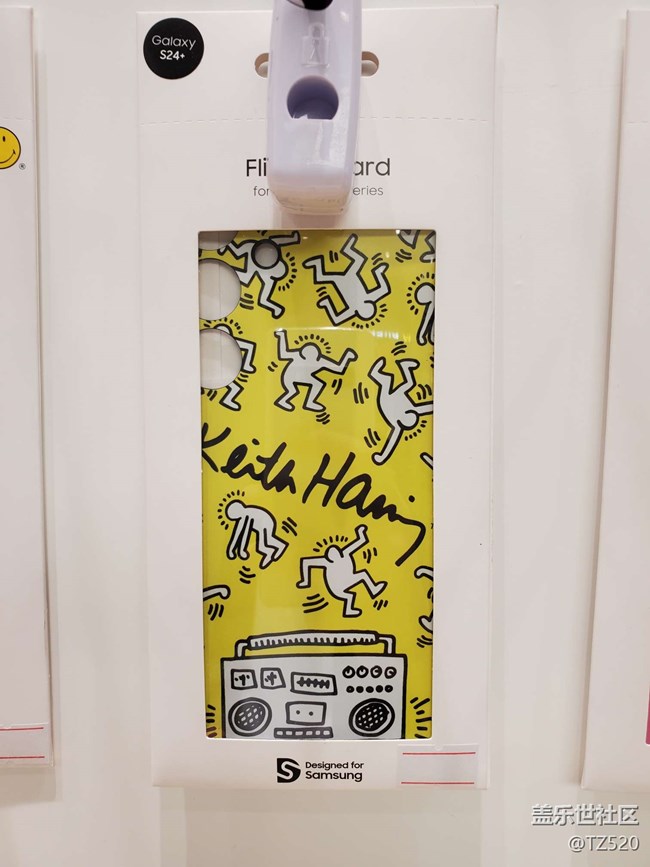 Galaxy
S24+
Keith Haring
Designed for
Samsung
盖乐世社区
@TZ520